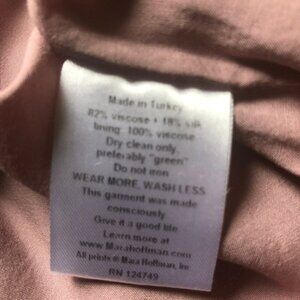 Made in Turkey
82% viscose + 18% silk
lining: 100% viscose
Dry clean only,
preferably "green"
Do not iron
WEAR MORE, WASH LESS
This garment was made
consciously
Give it a good life
Learn more at
www.Marahoffman.com
All prints © Mara Hoffman, Inc
RN 124749